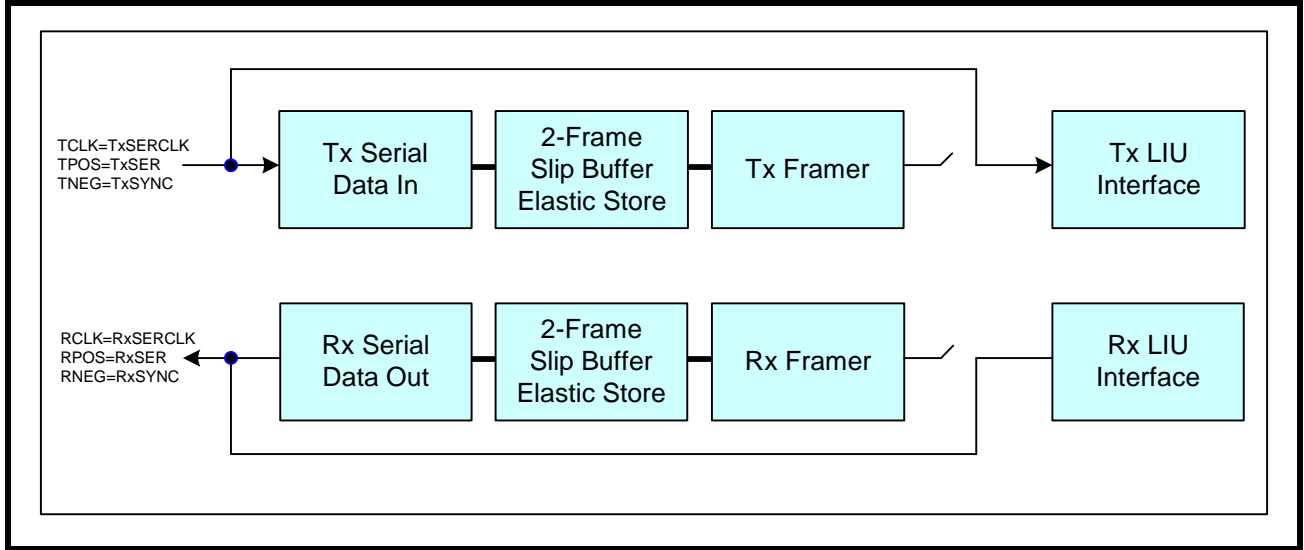 TCLK=TxSERCLK
TPOS=TxSER
TNEG=TxSYNC
Tx Serial
Data In
2-Frame
Slip Buffer
Elastic Store
Tx Framer
Tx LIU
Interface
RCLK=RxSERCLK
RPOS=RxSER
RNEG=RxSYNC
Rx Serial
Data Out
2-Frame
Slip Buffer
Elastic Store
Rx Framer
Rx LIU
Interface